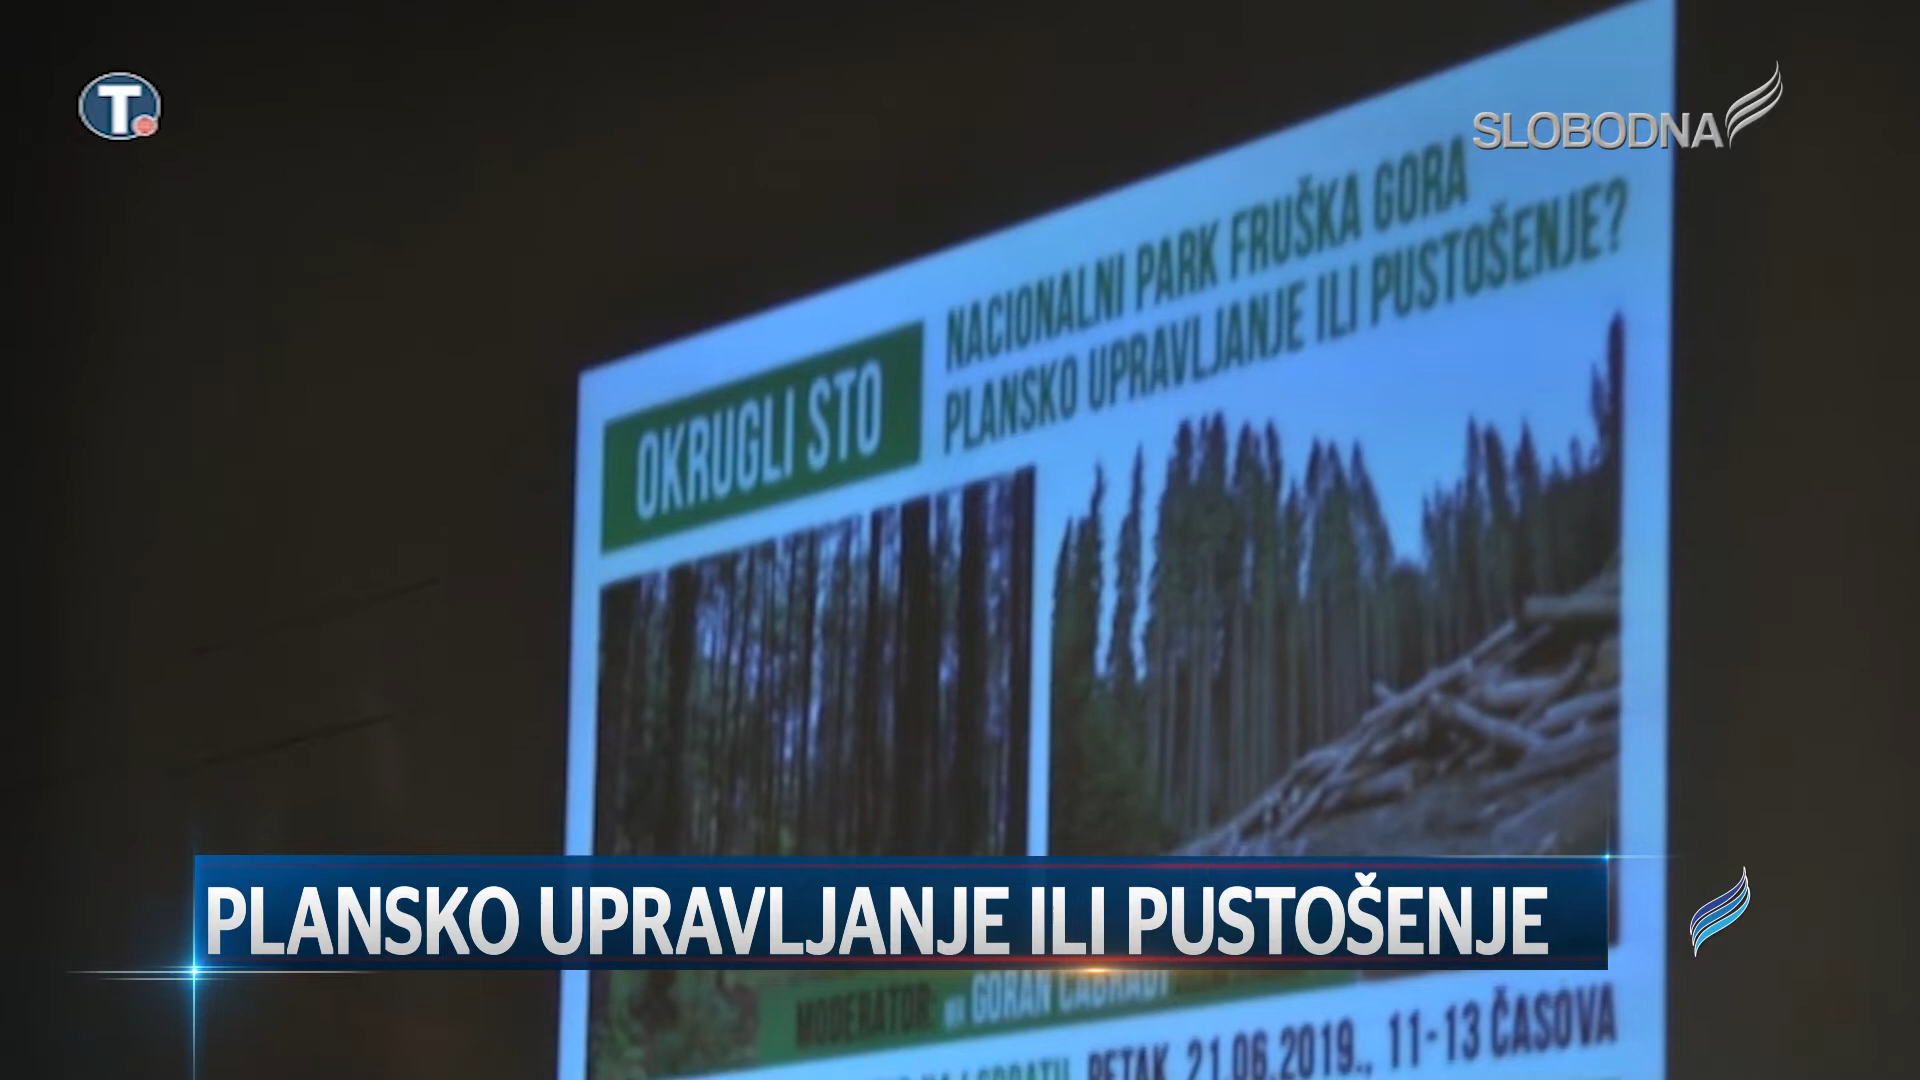 T
SLOBODNA
NACIONALNI PARK FRUŠKA GORA
OKRUGLI STO
PLANSKO UPRAVLJANJE ILI PUSTOŠENJE?
PLANSKO UPRAVLJANJE ILI PUSTOŠENJE
MODERATOR: GORAN
PETAK 21.06.2019., 11-13 ČASOVA